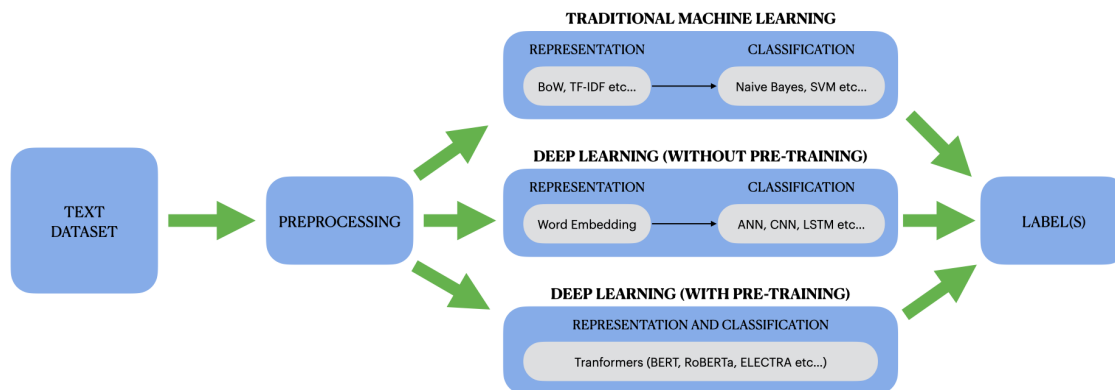 TRADITIONAL MACHINE LEARNING
REPRESENTATION
CLASSIFICATION
BoW, TF-IDF etc...
Naive Bayes, SVM etc...
TEXT
DATASET
PREPROCESSING
DEEP LEARNING (WITHOUT PRE-TRAINING)
REPRESENTATION
CLASSIFICATION
Word Embedding
ANN, CNN, LSTM etc...
LABEL(S)
DEEP LEARNING (WITH PRE-TRAINING)
REPRESENTATION AND CLASSIFICATION
Tranformers (BERT, RoBERTa, ELECTRA etc...)